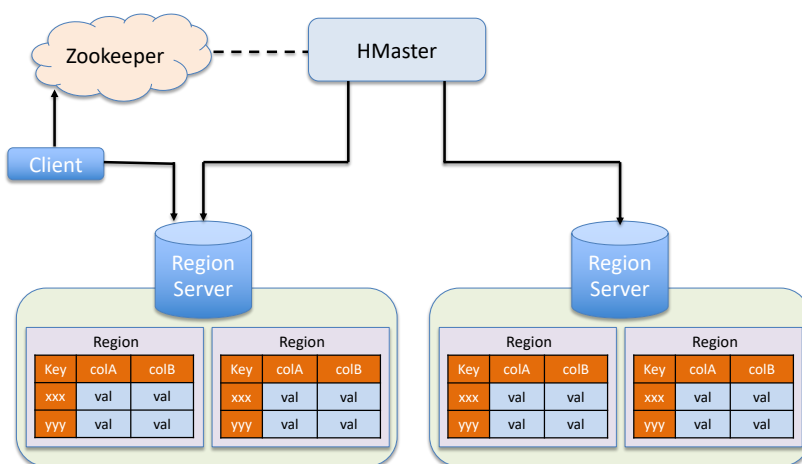 Zookeeper
HMaster
Client
Region
Server
Region
Server
Region
Key colA colB
xxx val val
yyy val val
Region
Key colA colB
xxx val val
yyy val val
Region
Key colA colB
xxx val val
yyy val val
Region
Key colA colB
xxx val val
yyy val val